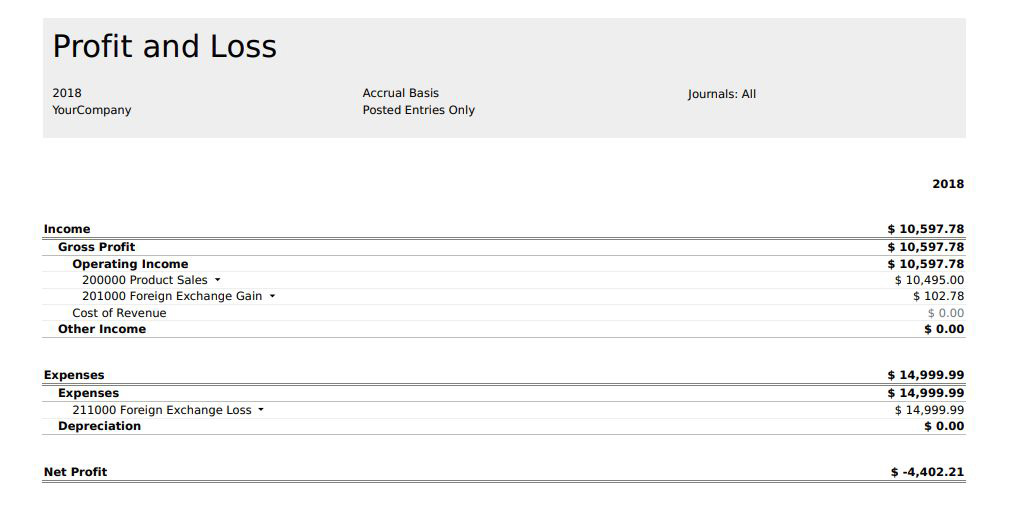 Profit and Loss
2018 Accrual Basis Journals: All
YourCompany Posted Entries Only
2018
Income $ 10,597.78
Gross Profit $ 10,597.78
Operating Income $ 10,597.78
200000 Product Sales $ 10,495.00
201000 Foreign Exchange Gain $ 102.78
Cost of Revenue $ 0.00
Other Income $ 0.00
Expenses $ 14,999.99
Expenses $ 14,999.99
211000 Foreign Exchange Loss $ 14,999.99
Depreciation $ 0.00
Net Profit $ -4,402.21